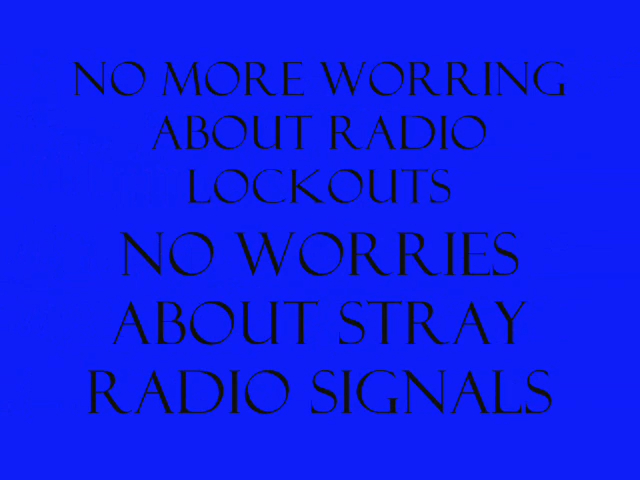 NO MORE WORRING
ABOUT RADIO
LOCKOUTS
NO WORRIES
ABOUT STRAY
RADIO SIGNALS